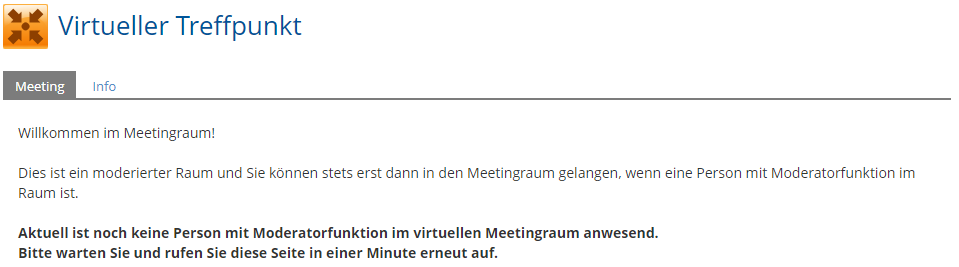 Virtueller Treffpunkt
Meeting Info
Willkommen im Meetingraum!
Dies ist ein moderierter Raum und Sie können stets erst dann in den Meetingraum gelangen, wenn eine Person mit Moderatorfunktion im
Raum ist.
Aktuell ist noch keine Person mit Moderatorfunktion im virtuellen Meetingraum anwesend.
Bitte warten Sie und rufen Sie diese Seite in einer Minute erneut auf.